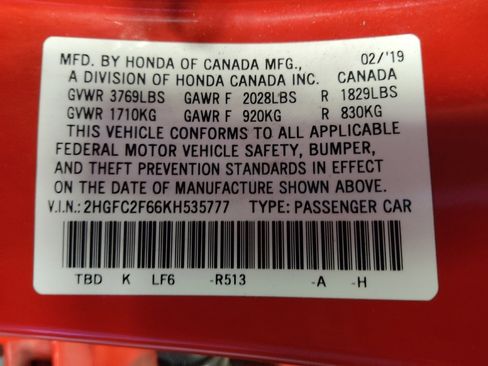 MFD. BY HONDA OF CANADA MFG., 02/'19
A DIVISION OF HONDA CANADA INC. CANADA
GVWR 3769LBS GAWR F 2028LBS R 1829LBS
GVWR 1710KG GAWR F 920KG R 830KG
THIS VEHICLE CONFORMS TO ALL APPLICABLE
FEDERAL MOTOR VEHICLE SAFETY, BUMPER,
AND THEFT PREVENTION STANDARDS IN EFFECT
ON THE DATE OF MANUFACTURE SHOWN ABOVE.
V.I.N.: 2HGFC2F66KH535777 TYPE: PASSENGER CAR
TBD K LF6 -R513 -A -H